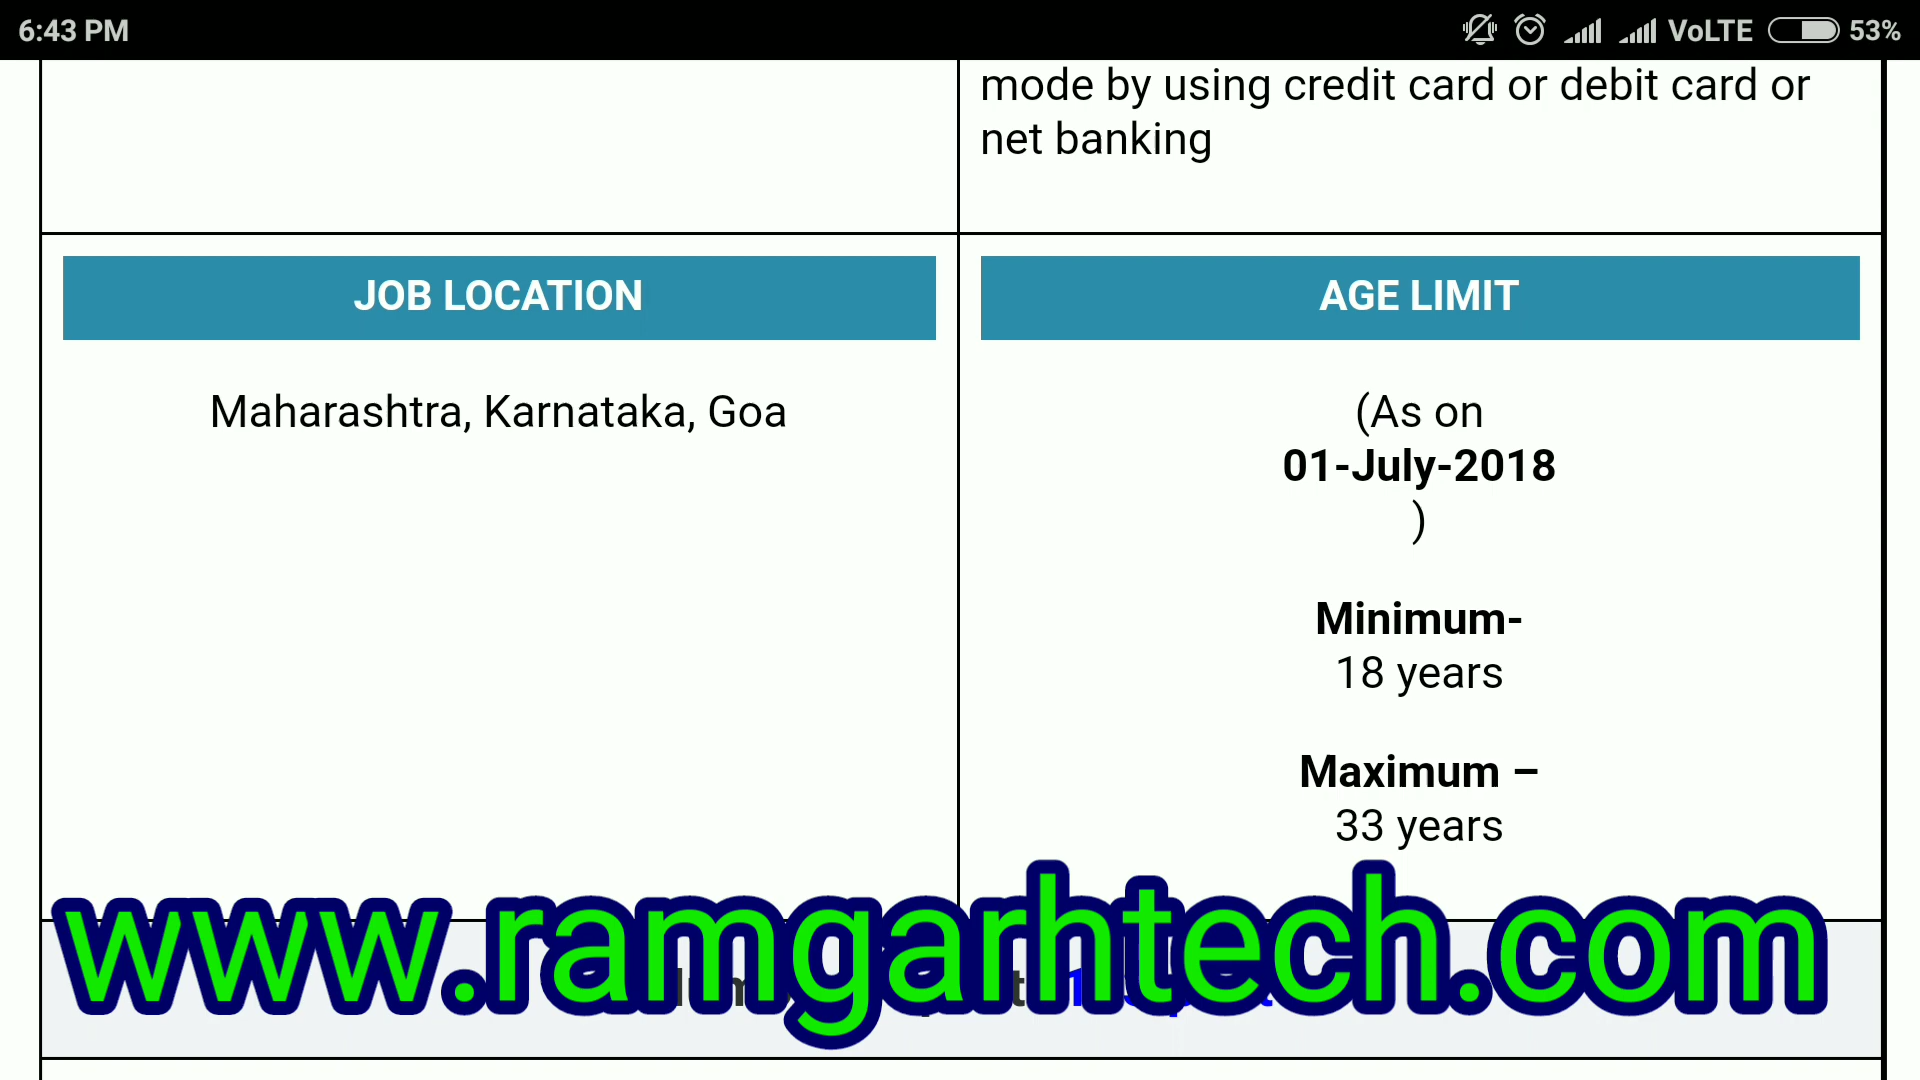 6:43 PM
VoLTE 53%
mode by using credit card or debit card or
net banking
JOB LOCATION
Maharashtra, Karnataka, Goa
AGE LIMIT
(As on
01-July-2018
)
Minimum-
18 years
Maximum –
33 years
www.ramgarhtech.com